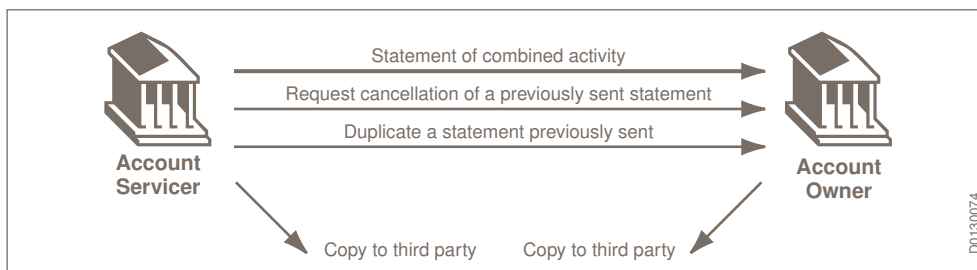 Statement of combined activity
Request cancellation of a previously sent statement
Duplicate a statement previously sent
Account
Servicer
Account
Owner
Copy to third party
Copy to third party
D0130074